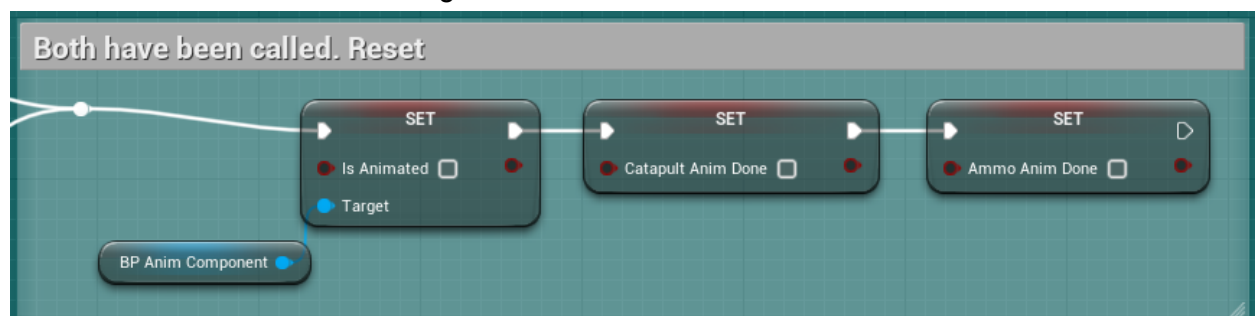 Both have been called. Reset
SET
Is Animated
Target
SET
Catapult Anim Done
SET
Ammo Anim Done
BP Anim Component